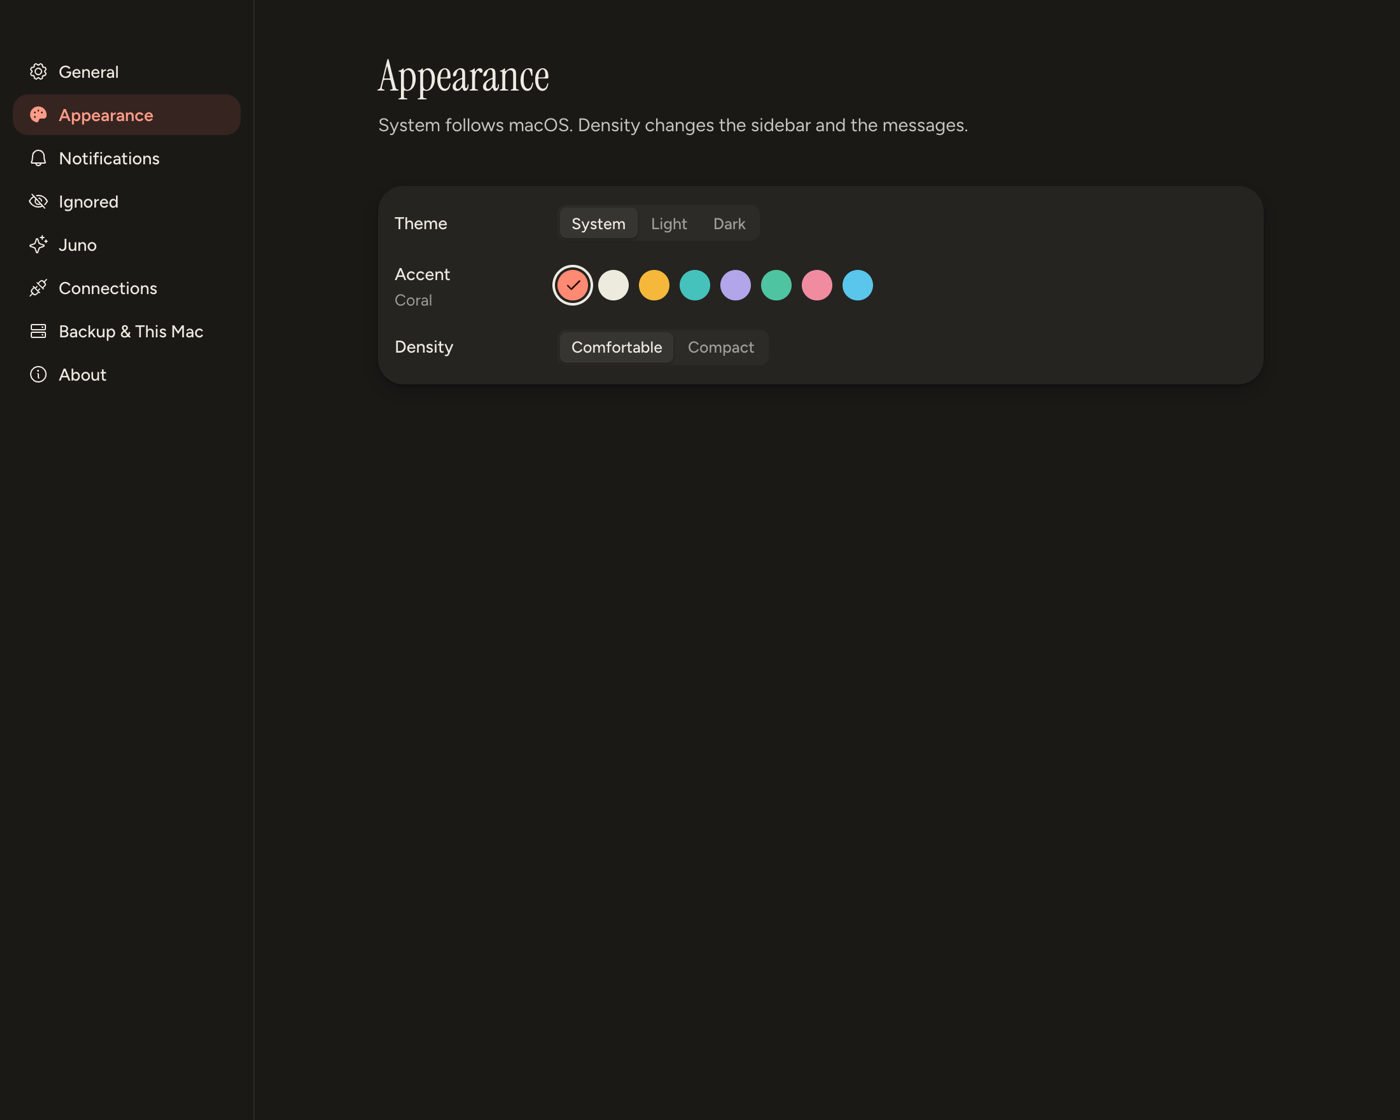 General
Appearance
Notifications
Ignored
Juno
Connections
Backup & This Mac
About
Appearance
System follows macOS. Density changes the sidebar and the messages.
Theme
System Light Dark
Accent
Coral
Density
Comfortable Compact